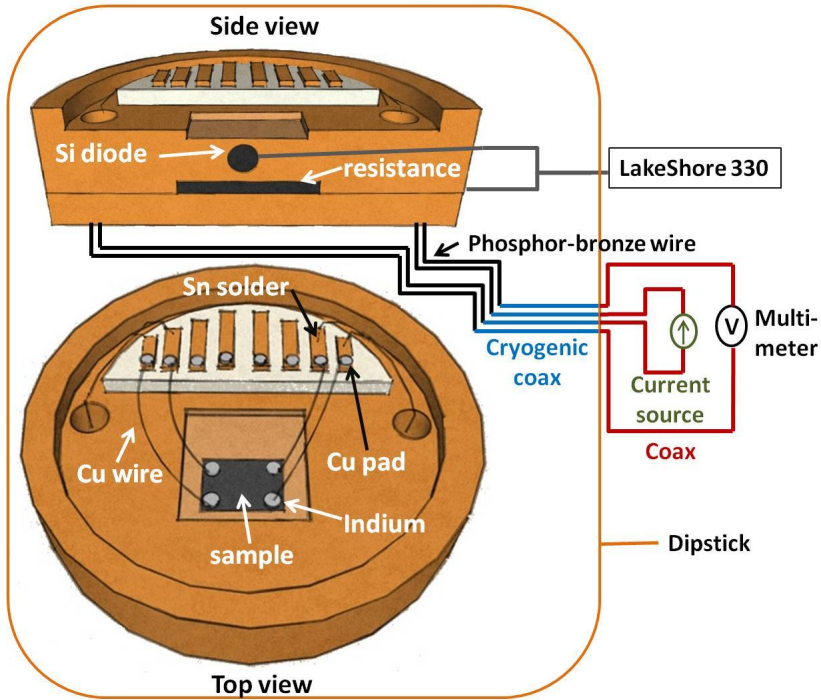 Side view
Si diode
resistance
LakeShore 330
Phosphor-bronze wire
Sn solder
Cryogenic
coax
V
Multi-
meter
Current
source
Coax
Cu wire
Cu pad
Indium
sample
Dipstick
Top view